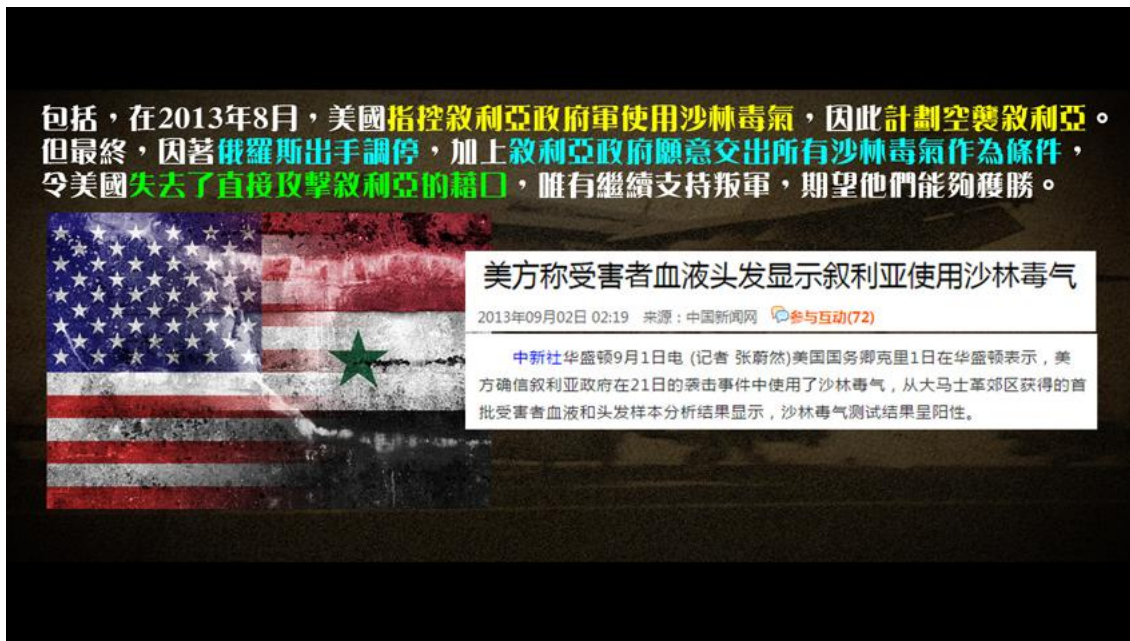 包括，在2013年8月，美國指控敘利亞政府軍使用沙林毒氣，因此計劃空襲敘利亞。
但最終，因著俄羅斯出手調停，加上敘利亞政府願意交出所有沙林毒氣作為條件，
令美國失去了直接攻擊敘利亞的藉口，唯有繼續支持叛軍，期望他們能夠獲勝。
美方称受害者血液头发显示叙利亚使用沙林毒气
2013年09月02日 02:19 来源：中国新闻网 参与互动(72)
中新社华盛顿9月1日电 (记者 张蔚然)美国国务卿克里1日在华盛顿表示，美
方确信叙利亚政府在21日的袭击事件中使用了沙林毒气，从大马士革郊区获得的首
批受害者血液和头发样本分析结果显示，沙林毒气测试结果呈阳性。